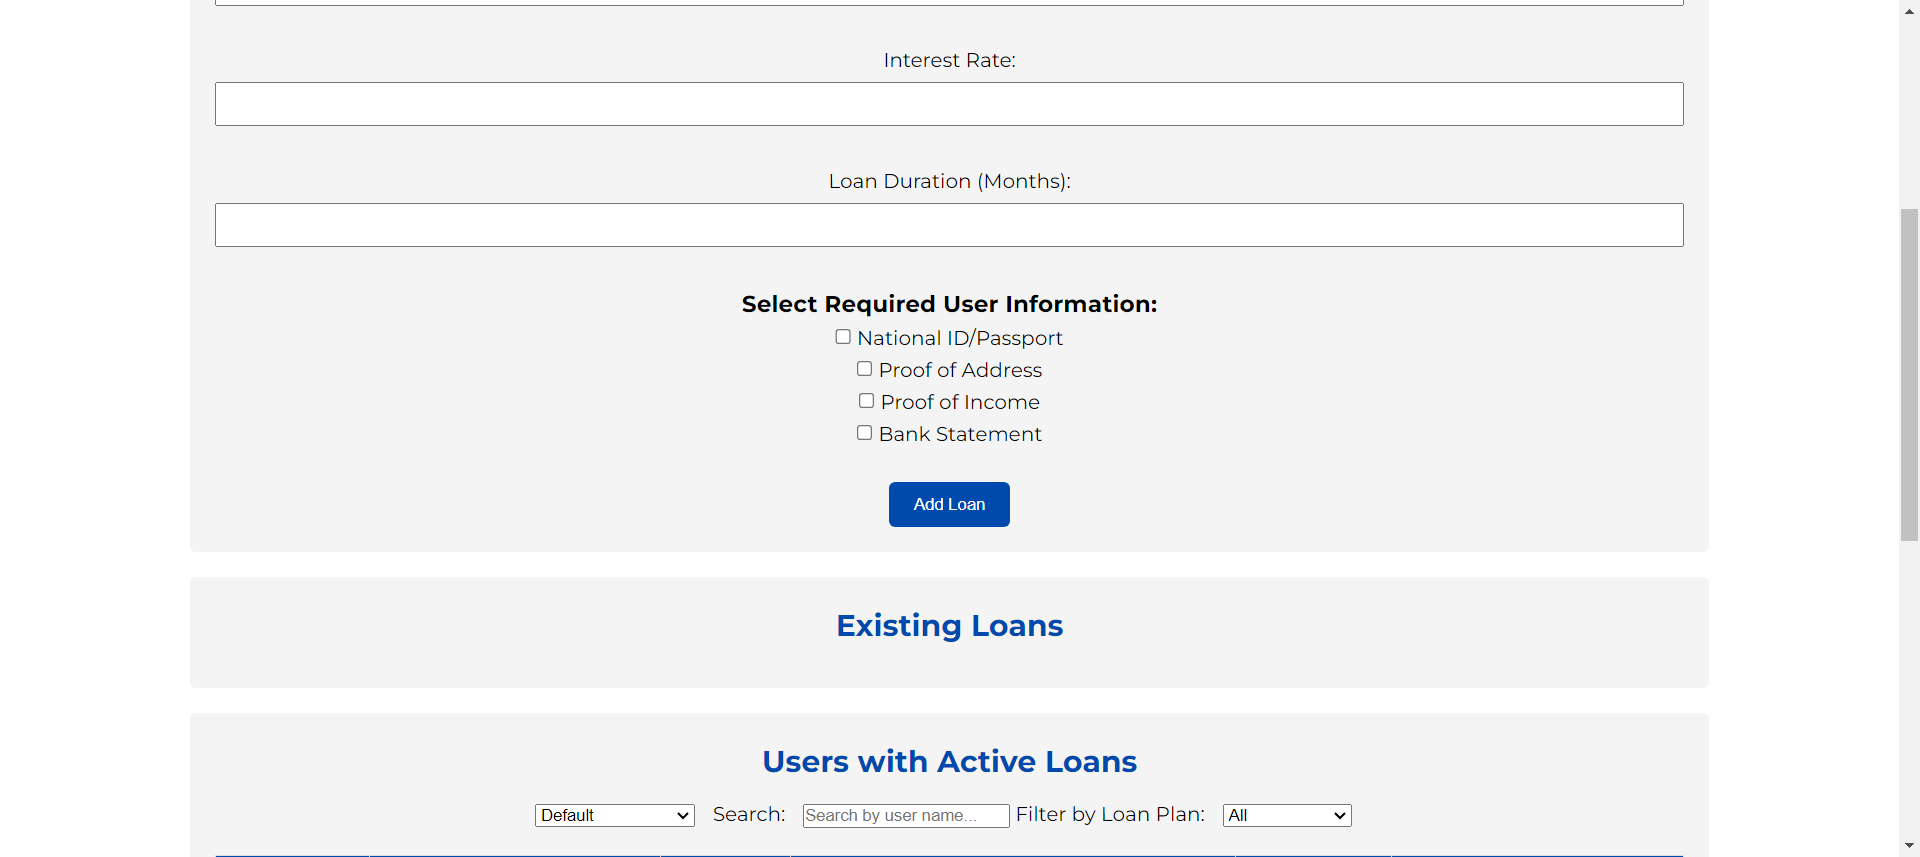 Interest Rate:
Loan Duration (Months):
Select Required User Information:
National ID/Passport
Proof of Address
Proof of Income
Bank Statement
Add Loan
Existing Loans
Users with Active Loans
Default Search: Search by user name... Filter by Loan Plan: All